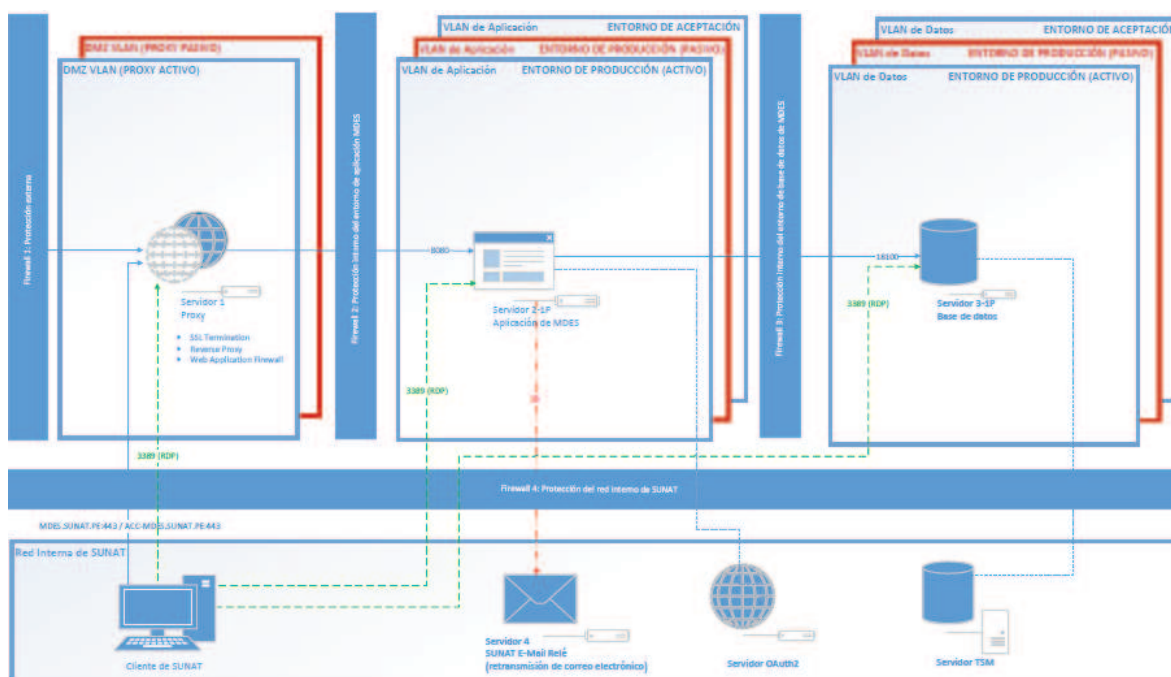 VLAN de Aplicación ENTORNO DE ACEPTACIÓN
VLAN de Datos ENTORNO DE ACEPTACIÓN
DMZ VLAN (PROXY PASIVO)
VLAN de Aplicación ENTORNO DE PRODUCCIÓN (PASIVO)
VLAN de Datos ENTORNO DE PRODUCCIÓN (PASIVO)
DMZ VLAN (PROXY ACTIVO)
VLAN de Aplicación ENTORNO DE PRODUCCIÓN (ACTIVO)
VLAN de Datos ENTORNO DE PRODUCCIÓN (ACTIVO)
Firewall 1: Protección externa
Firewall 2: Protección interno del entorno de aplicación MDES
Firewall 3: Protección interno del entorno de base de datos de MDES
8080
18100
Servidor 1
Proxy
SSL Termination
Reverse Proxy
Web Application Firewall
Servidor 2-1P
Aplicación de MDES
3389 (RDP)
Servidor 3-1P
Base de datos
3389 (RDP)
3389 (RDP)
Firewall 4: Protección del red interno de SUNAT
MDES.SUNAT.PE:443 / ACC-MDES.SUNAT.PE:443
Red Interna de SUNAT
Cliente de SUNAT
Servidor 4
SUNAT E-Mail Relé
(retransmisión de correo electrónico)
Servidor OAuth2
Servidor TSM